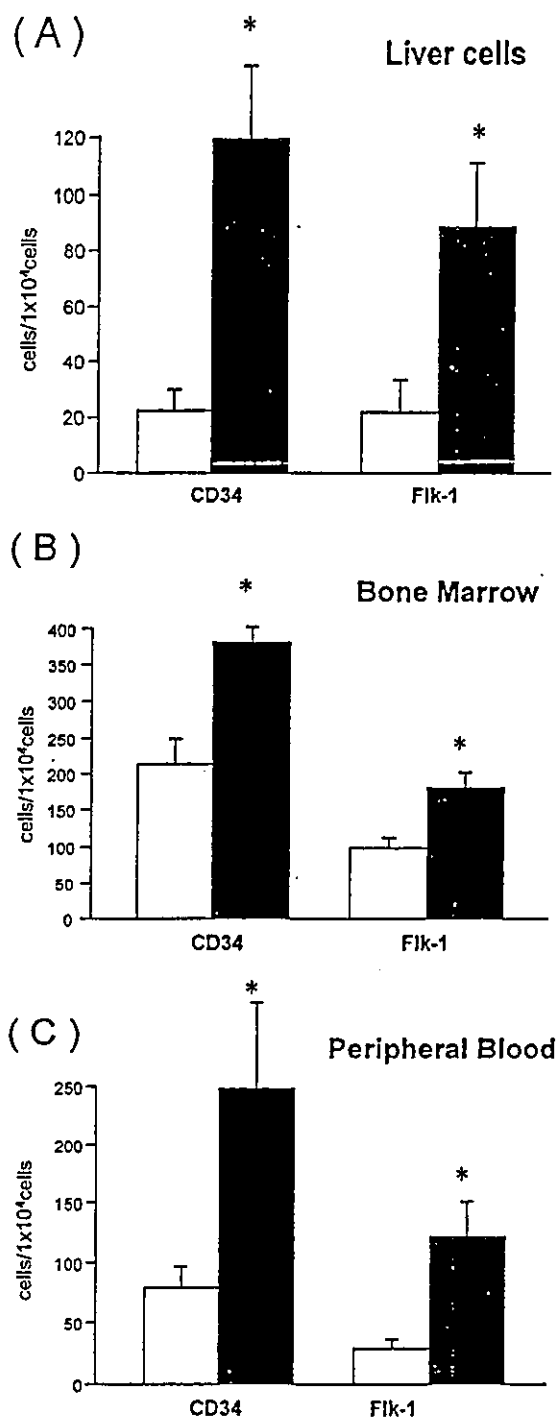 (A)
*
Liver cells
*
120
100
80
60
40
20
0
cells/1x10⁴cells
CD34
Flk-1
(B)
*
Bone Marrow
400
350
300
250
200
150
100
50
0
*
cells/1x10⁴cells
CD34
Flk-1
(C)
*
Peripheral Blood
250
200
150
100
50
0
*
cells/1x10⁴cells
CD34
Flk-1